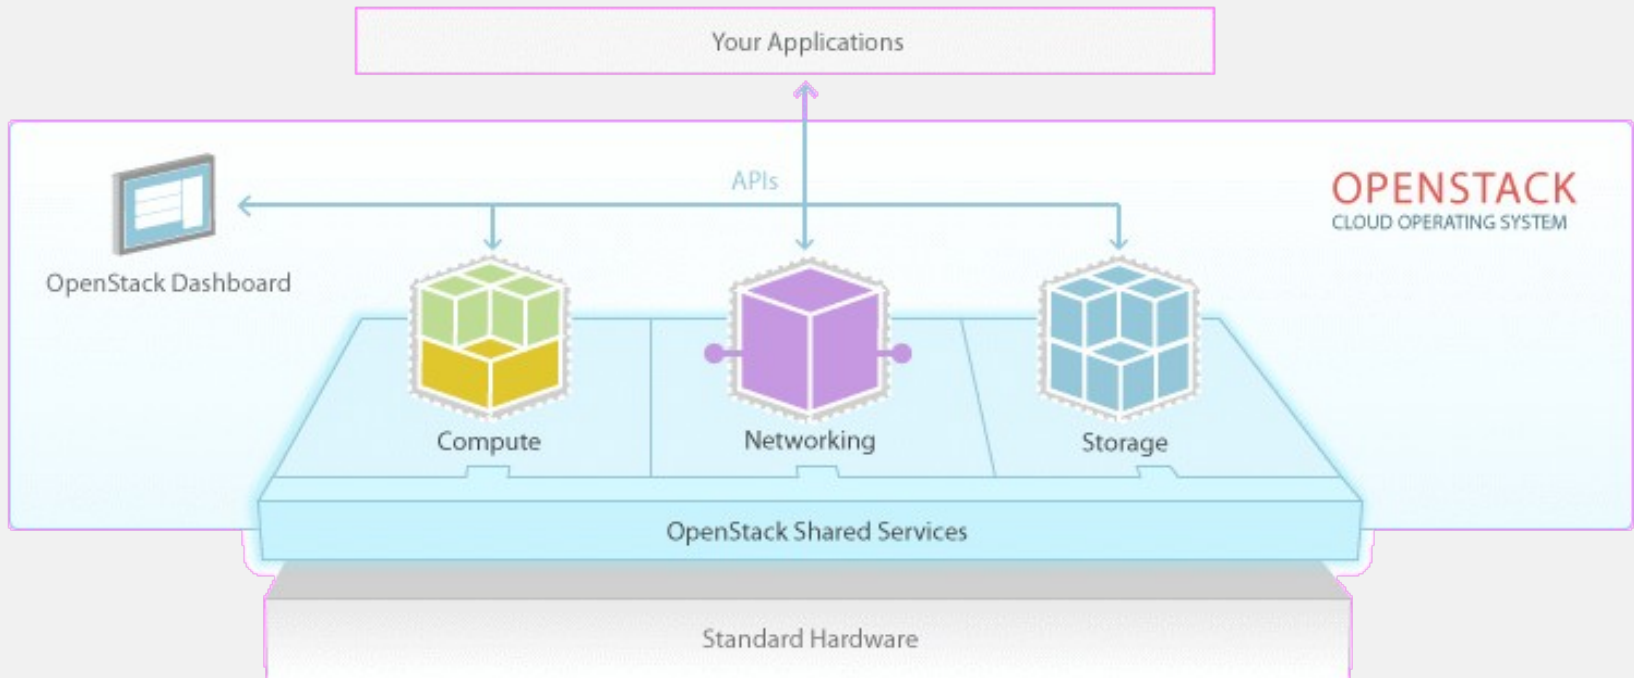 Your Applications
APIs
OPENSTACK
CLOUD OPERATING SYSTEM
OpenStack Dashboard
Compute
Networking
Storage
OpenStack Shared Services
Standard Hardware